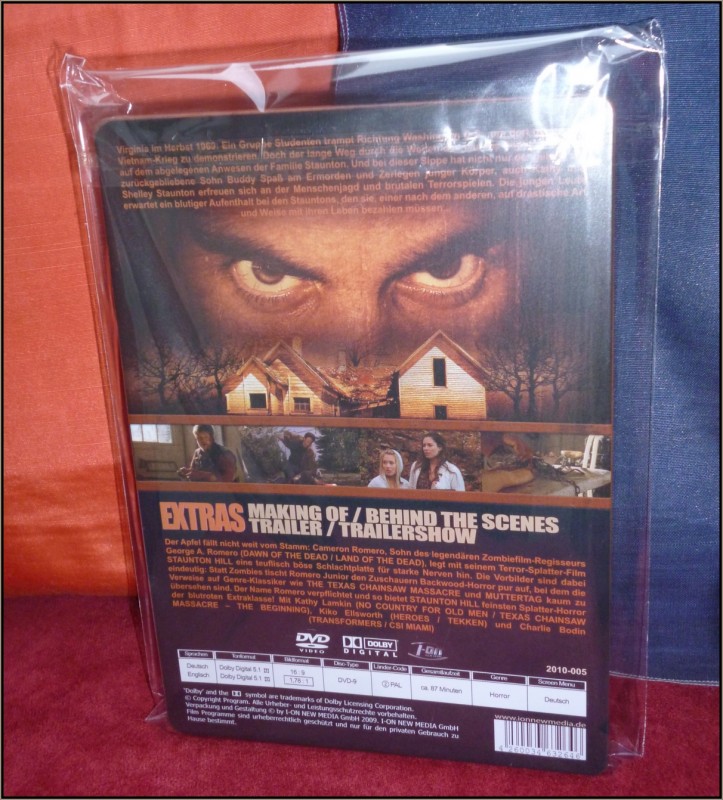 Virginia im Herbst 1969. Ein Gruppe Studenten trampt Richtung Washington
Vietnam-Krieg zu demonstrieren. Doch der lange Weg durch die
auf dem abgelegenen Anwesen der Familie Staunton. Und bei dieser Sippe hat nicht nur
zurückgebliebene Sohn Buddy Spaß am Ermorden und Zerlegen junger Körper, auch
Shelley Staunton erfreuen sich an der Menschenjagd und brutalen Terrorspielen. Die jungen Leute
erwartet ein blutiger Aufenthalt bei den Stauntons, den sie, einer nach dem anderen, auf drastische Art
und Weise mit ihren Leben bezahlen müssen...
EXTRAS MAKING OF / BEHIND THE SCENES
TRAILER / TRAILERSHOW
Der Apfel fällt nicht weit vom Stamm: Cameron Romero, Sohn des legendären Zombiefilm-Regisseurs
George A. Romero (DAWN OF THE DEAD / LAND OF THE DEAD), legt mit seinem Terror-Splatter-Film
STAUNTON HILL eine teuflisch böse Schlachtplatte für starke Nerven hin. Die Vorbilder sind dabei
eindeutig: Statt Zombies tischt Romero Junior den Zuschauern Backwood-Horror pur auf, bei dem die
Verweise auf Genre-Klassiker wie THE TEXAS CHAINSAW MASSACRE und MUTTERTAG kaum zu
übersehen sind. Der Name Romero verpflichtet und so bietet STAUNTON HILL feinsten Splatter-Horror
der blutroten Extraklasse! Mit Kathy Lamkin (NO COUNTRY FOR OLD MEN / TEXAS CHAINSAW
MASSACRE – THE BEGINNING), Kiko Ellsworth (HEROES / TEKKEN) und Charlie Bodin
(TRANSFORMERS / CSI MIAMI)
DVD VIDEO DOLBY DIGITAL I-On
2010-005
Sprachen Tonformat Bildformat Disc-Type Länder-Code Gesamtlaufzeit Genre Screen Menu
Deutsch Dolby Digital 5.1 16:9 DVD-9 2 PAL ca. 87 Minuten Horror Deutsch
Englisch Dolby Digital 5.1 1.78:1
'Dolby' and the symbol are trademarks of Dolby Licensing Corporation.
© Copyright Program. Alle Urheber- und Leistungsschutzrechte vorbehalten.
Verpackung und Gestaltung © by I-ON NEW MEDIA GmbH 2009. I-ON NEW MEDIA GmbH
Film Programme sind urheberrechtlich geschützt und nur für den privaten Gebrauch zu
Hause bestimmt.
www.ionnewmedia.de